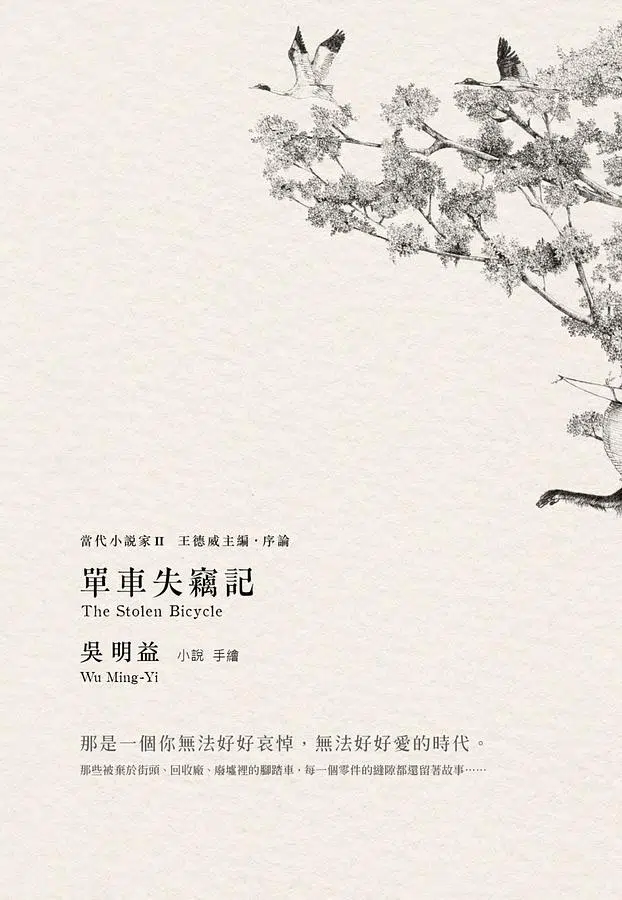 當代小說家II 王德威主編・序論
單車失竊記
The Stolen Bicycle
吳明益 小說 手繪
Wu Ming-Yi
那是一個你無法好好哀悼，無法好好愛的時代。
那些被棄於街頭、回收廠、廢墟裡的腳踏車，每一個零件的縫隙都還留著故事⋯⋯